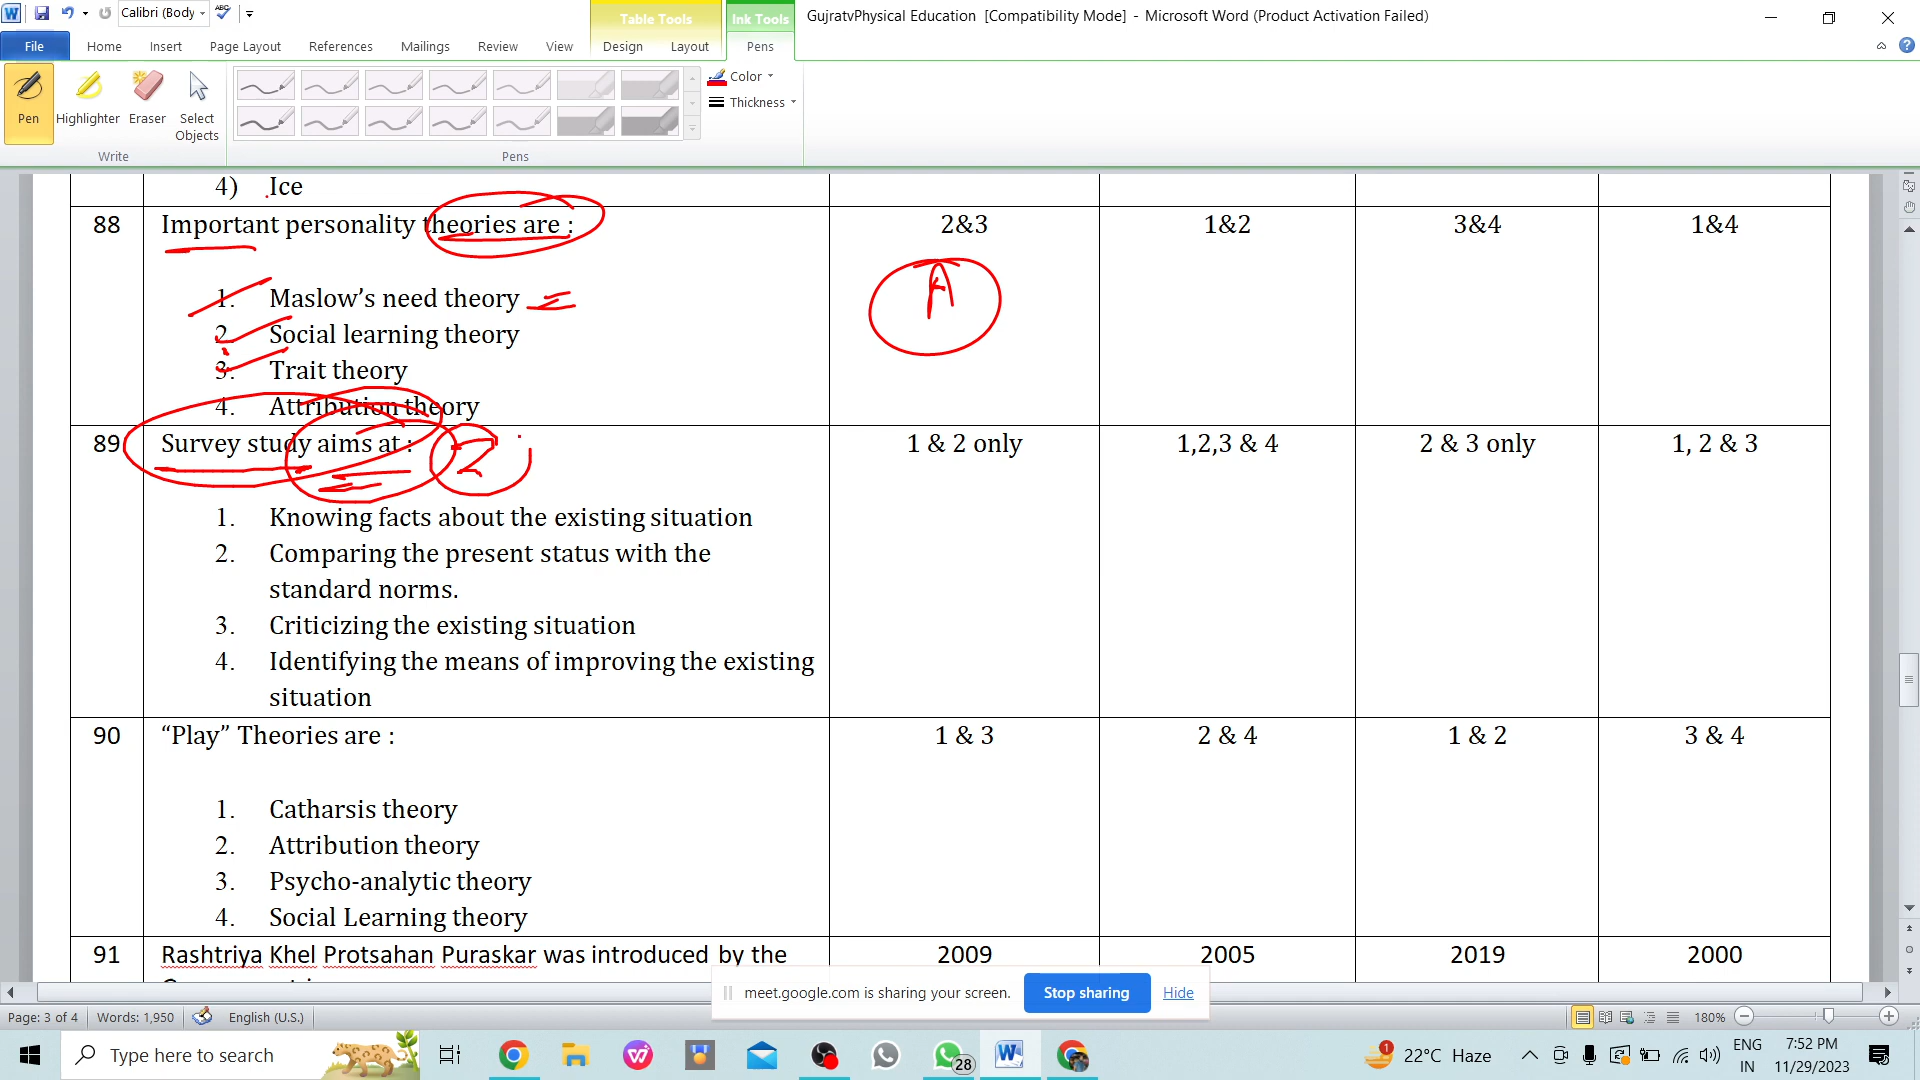 Calibri (Body
Table Tools
Ink Tools
GujratvPhysical Education [Compatibility Mode] - Microsoft Word (Product Activation Failed)
File Home Insert Page Layout References Mailings Review View Design Layout Pens
Pen Highlighter Eraser Select Objects
Color
Thickness
Write
Pens
4) Ice
88 Important personality theories are : 2&3 1&2 3&4 1&4
A
1. Maslow’s need theory
2. Social learning theory
3. Trait theory
4. Attribution theory
89 Survey study aims at : 2 1 & 2 only 1,2,3 & 4 2 & 3 only 1, 2 & 3
1. Knowing facts about the existing situation
2. Comparing the present status with the
standard norms.
3. Criticizing the existing situation
4. Identifying the means of improving the existing
situation
90 “Play” Theories are : 1 & 3 2 & 4 1 & 2 3 & 4
1. Catharsis theory
2. Attribution theory
3. Psycho-analytic theory
4. Social Learning theory
91 Rashtriya Khel Protsahan Puraskar was introduced by the 2009 2005 2019 2000
meet.google.com is sharing your screen. Stop sharing Hide
Page: 3 of 4 Words: 1,950 English (U.S.) 180%
Type here to search 28 1 22°C Haze ENG 7:52 PM
IN 11/29/2023